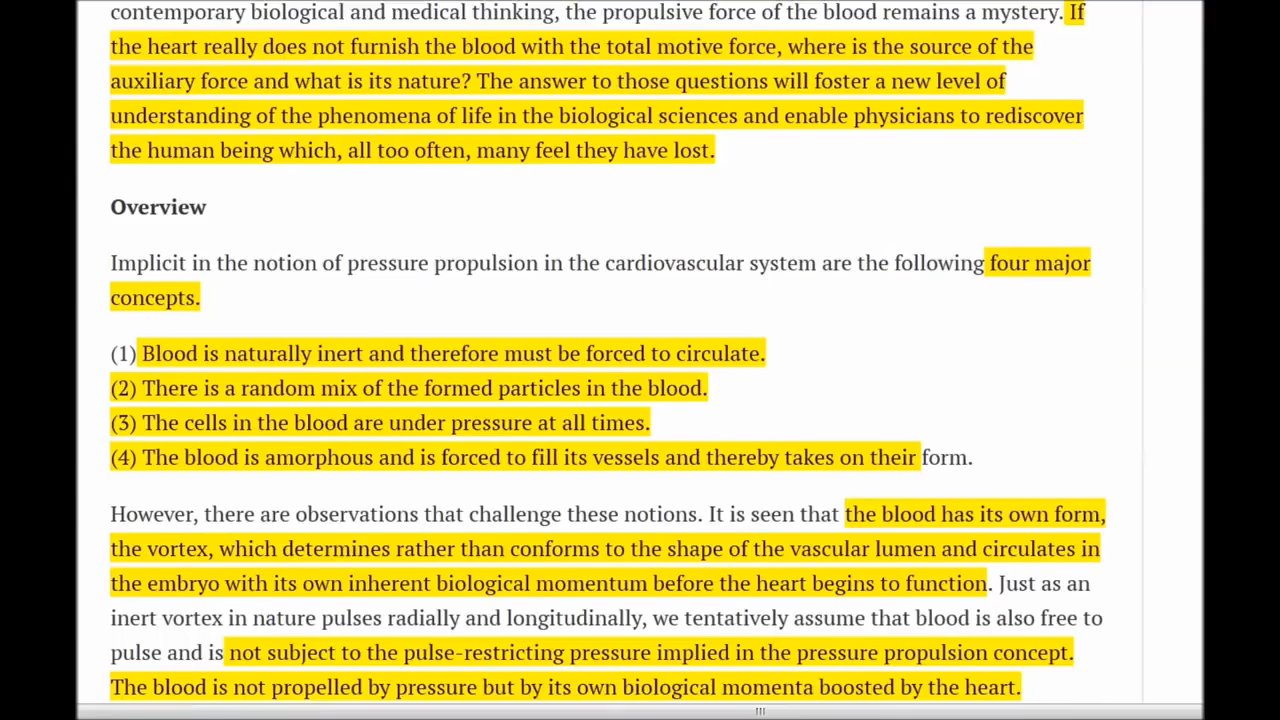 contemporary biological and medical thinking, the propulsive force of the blood remains a mystery. If
the heart really does not furnish the blood with the total motive force, where is the source of the
auxiliary force and what is its nature? The answer to those questions will foster a new level of
understanding of the phenomena of life in the biological sciences and enable physicians to rediscover
the human being which, all too often, many feel they have lost.
Overview
Implicit in the notion of pressure propulsion in the cardiovascular system are the following four major
concepts.
(1) Blood is naturally inert and therefore must be forced to circulate.
(2) There is a random mix of the formed particles in the blood.
(3) The cells in the blood are under pressure at all times.
(4) The blood is amorphous and is forced to fill its vessels and thereby takes on their form.
However, there are observations that challenge these notions. It is seen that the blood has its own form,
the vortex, which determines rather than conforms to the shape of the vascular lumen and circulates in
the embryo with its own inherent biological momentum before the heart begins to function. Just as an
inert vortex in nature pulses radially and longitudinally, we tentatively assume that blood is also free to
pulse and is not subject to the pulse-restricting pressure implied in the pressure propulsion concept.
The blood is not propelled by pressure but by its own biological momenta boosted by the heart.